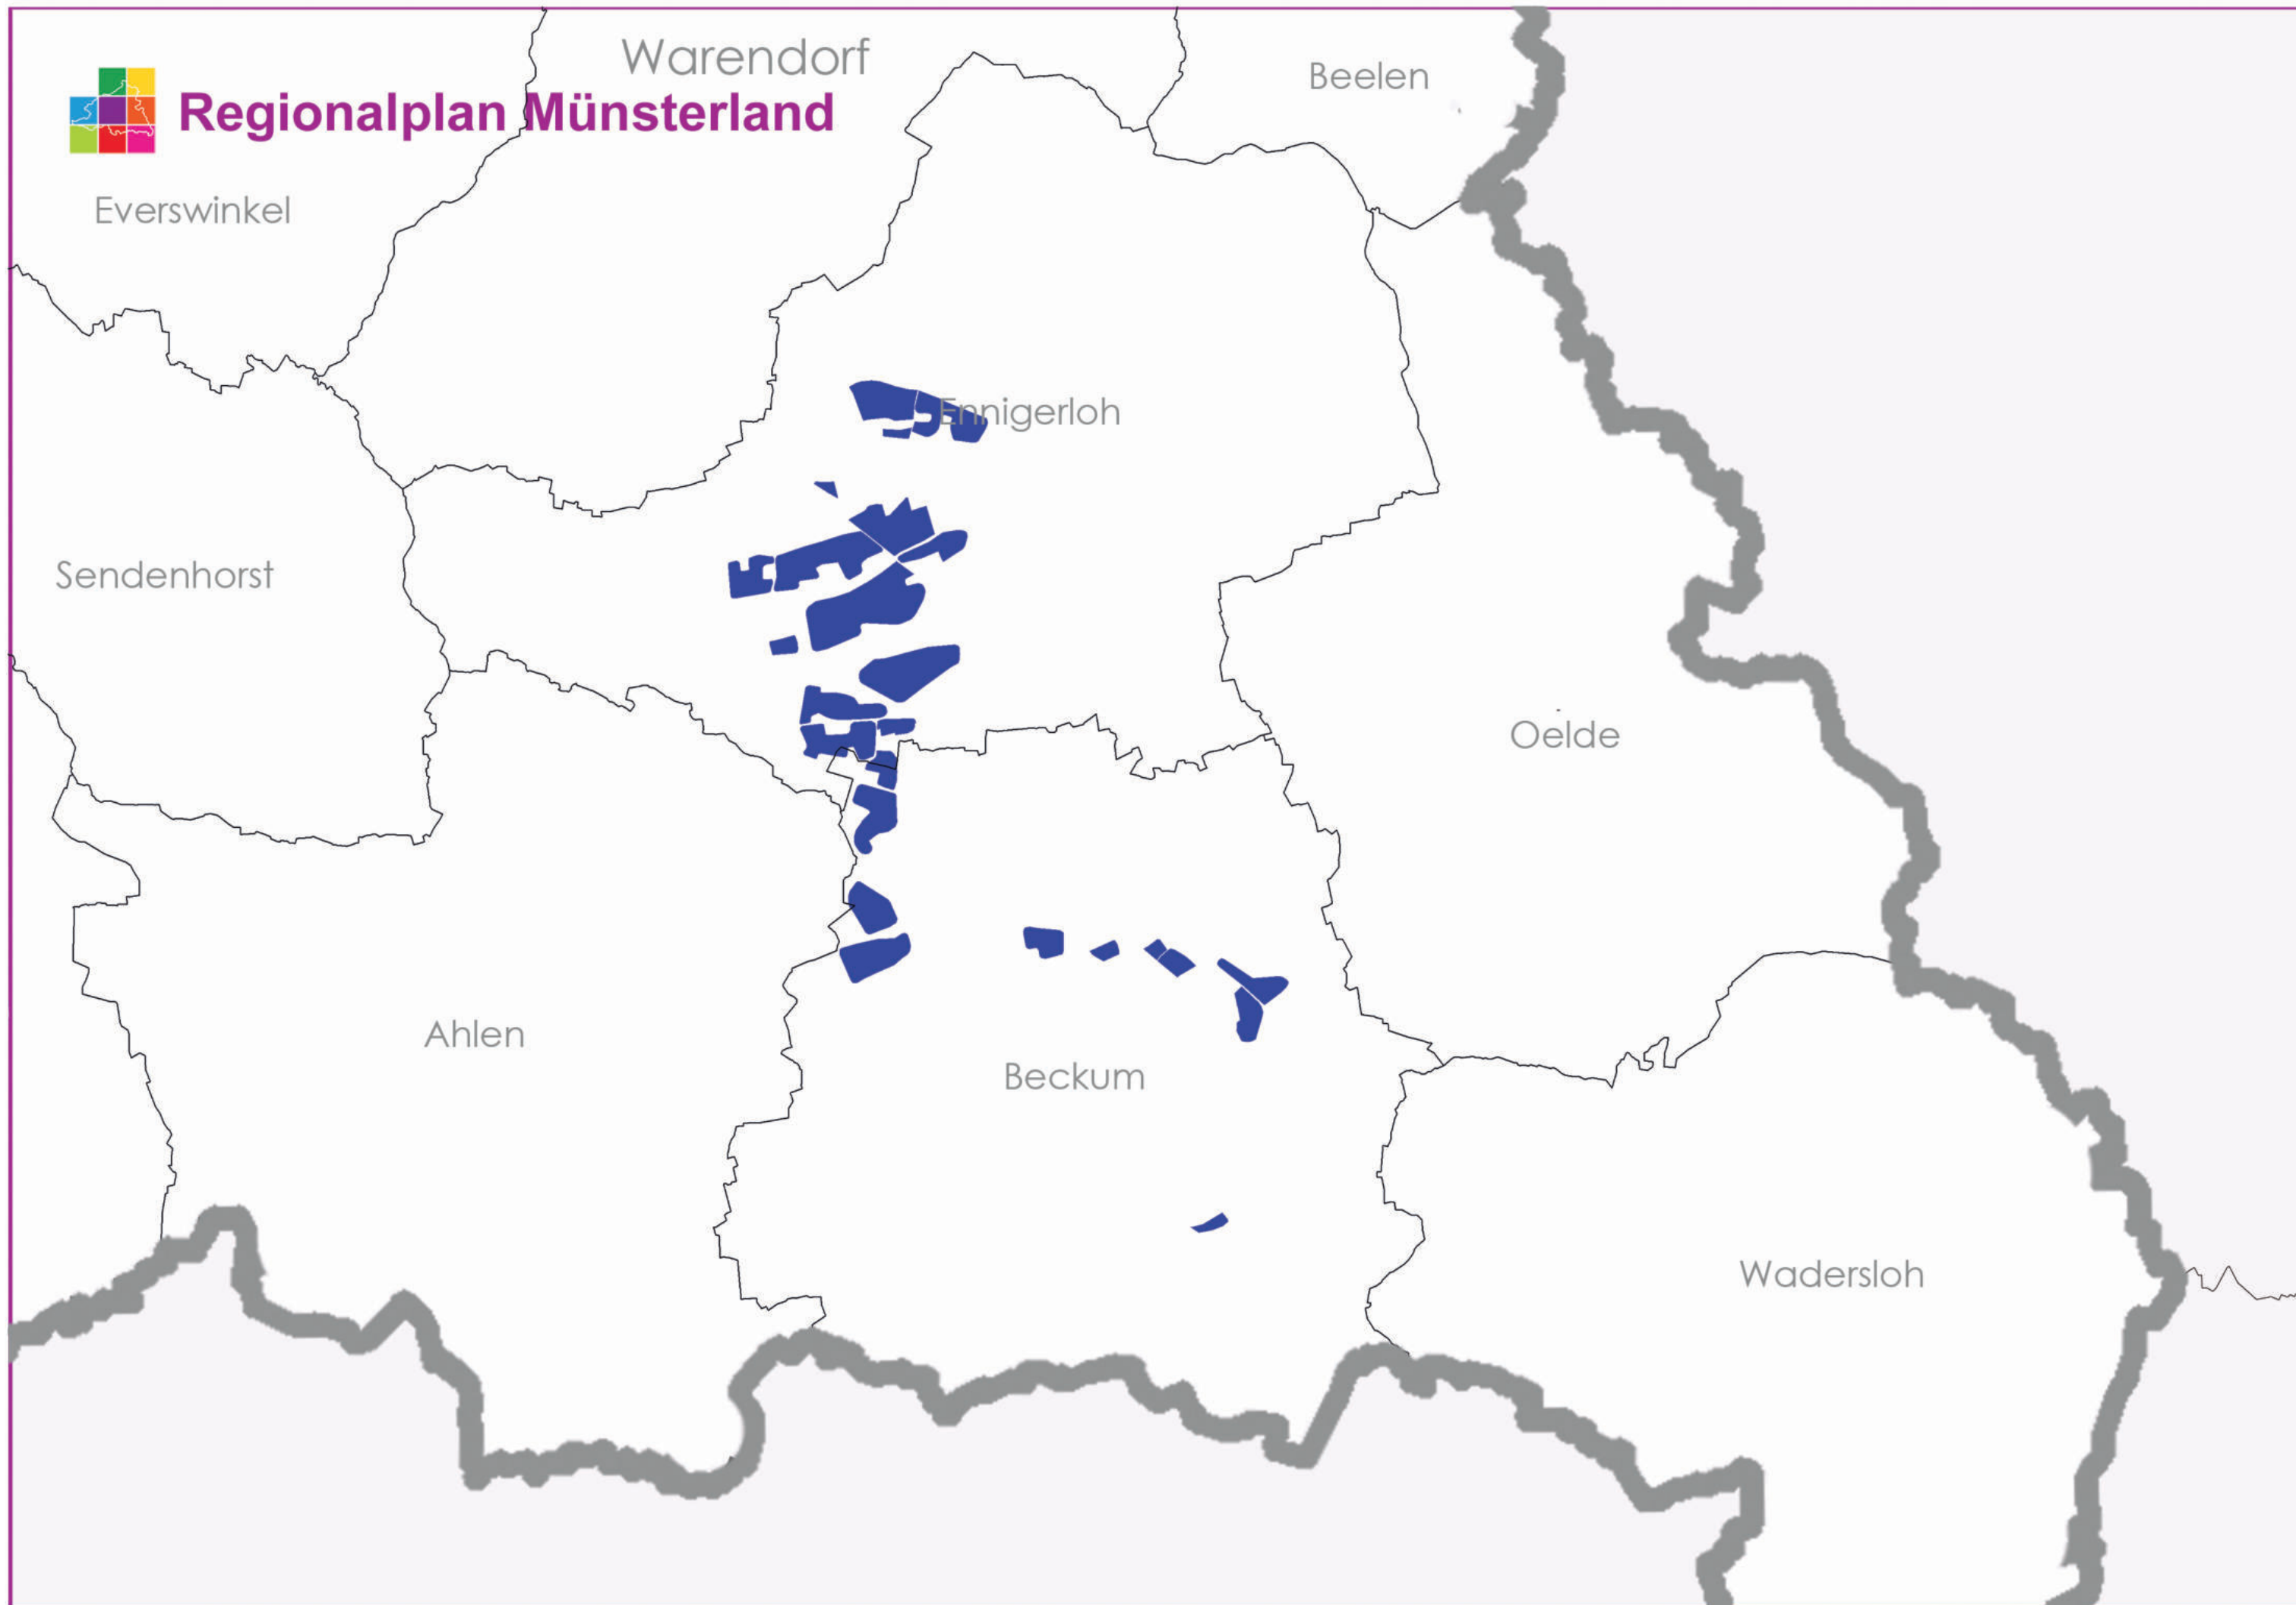 Warendorf
Beelen
Regionalplan Münsterland
Everswinkel
Ennigerloh
Sendenhorst
Oelde
Ahlen
Beckum
Wadersloh